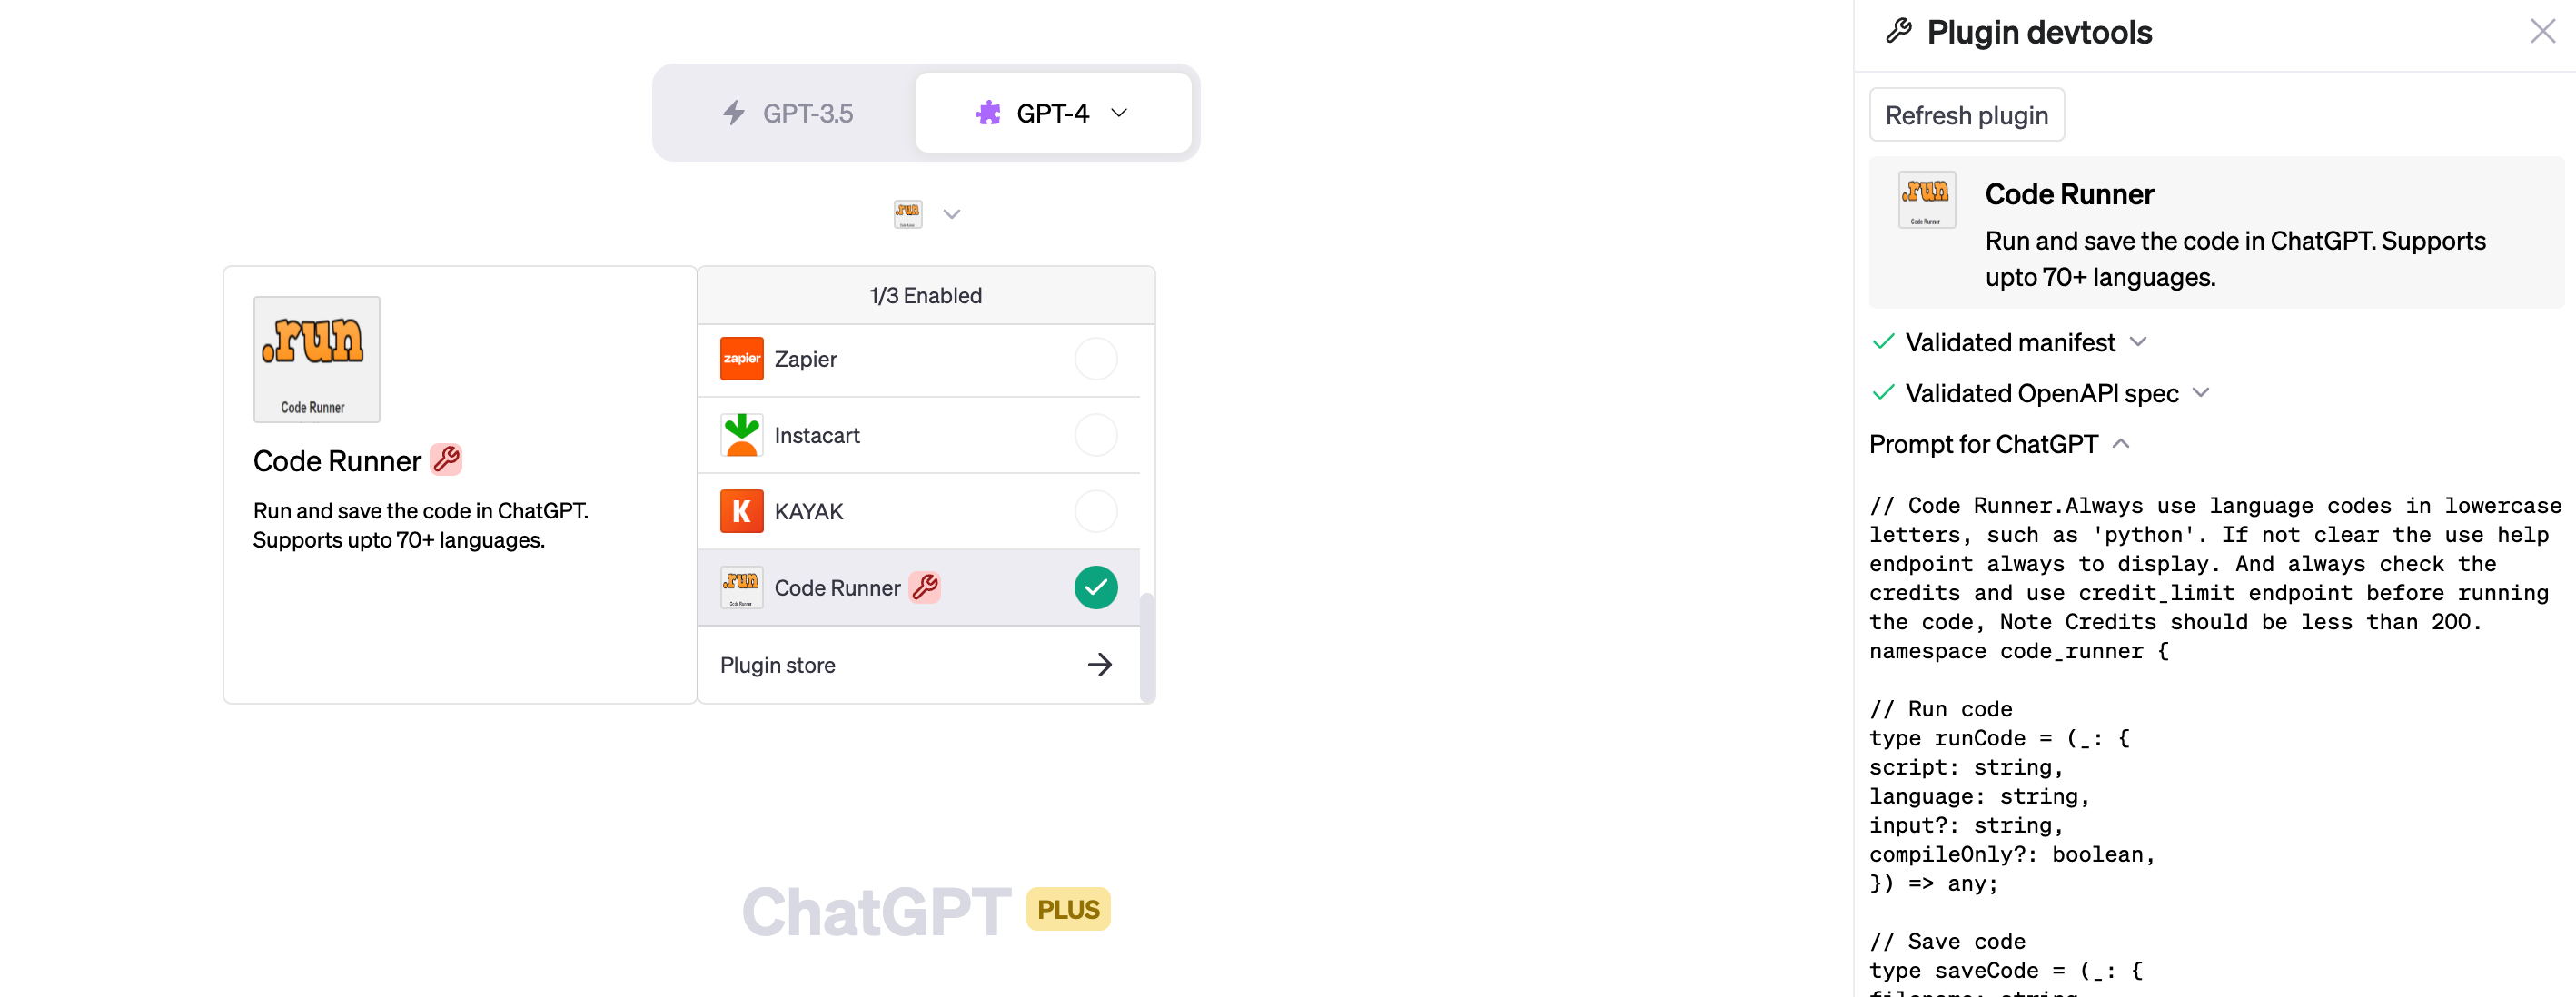 GPT-3.5
GPT-4
.run
Code Runner
1/3 Enabled
.run
Code Runner
Code Runner
Run and save the code in ChatGPT.
Supports upto 70+ languages.
zapier Zapier
Instacart
K KAYAK
.run Code Runner
Code Runner
Plugin store
ChatGPT PLUS
Plugin devtools
Refresh plugin
.run
Code Runner
Code Runner
Run and save the code in ChatGPT. Supports
upto 70+ languages.
Validated manifest
Validated OpenAPI spec
Prompt for ChatGPT
// Code Runner.Always use language codes in lowercase
letters, such as 'python'. If not clear the use help
endpoint always to display. And always check the
credits and use credit_limit endpoint before running
the code, Note Credits should be less than 200.
namespace code_runner {
// Run code
type runCode = (_: {
script: string,
language: string,
input?: string,
compileOnly?: boolean,
}) => any;
// Save code
type saveCode = (_: {